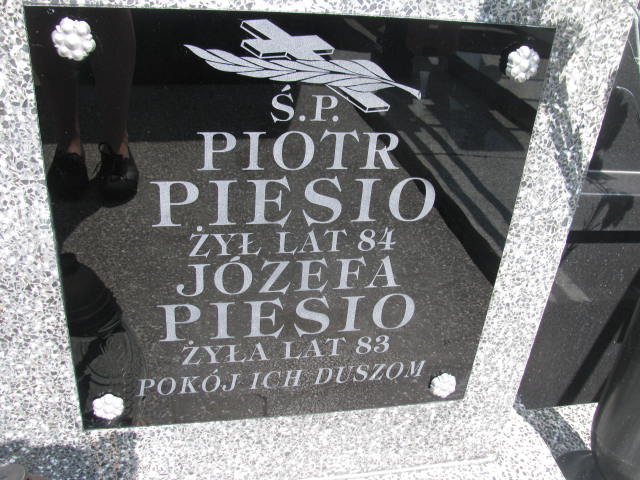 Ś.P.
PIOTR
PIESIO
ŻYŁ LAT 84
JÓZEFA
PIESIO
ŻYŁA LAT 83
POKÓJ ICH DUSZOM